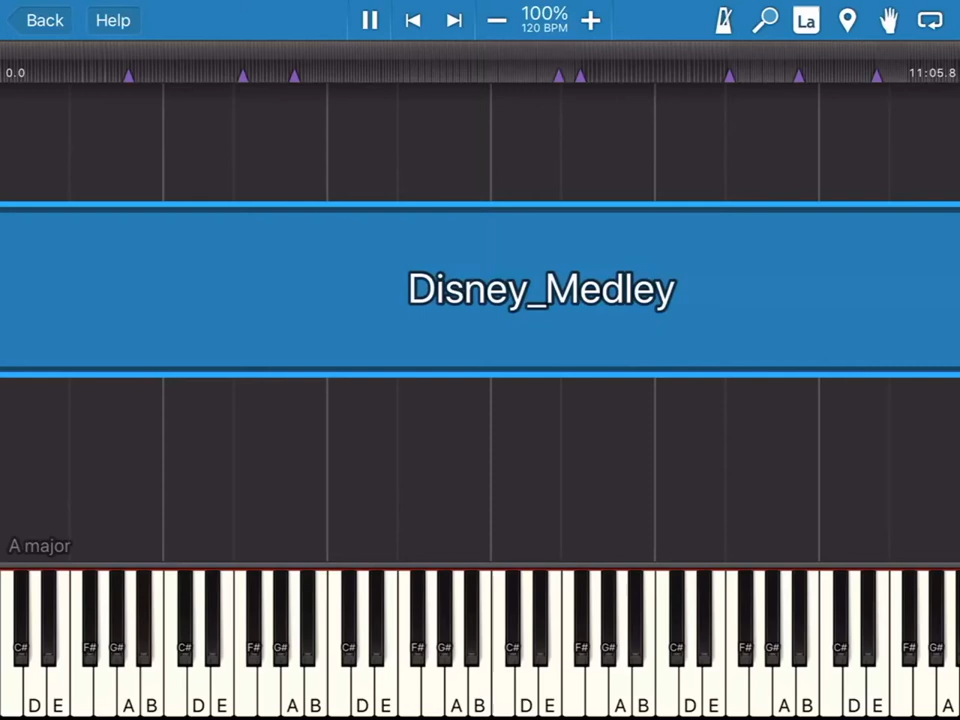 Back Help 100% La
120 BPM
0.0 11:05.8
Disney_Medley
A major
C# F# G# C# F# G# C# F# G# C# F# G# C# F# G# C# F# G#
D E A B D E A B D E A B D E A B D E A B D E A